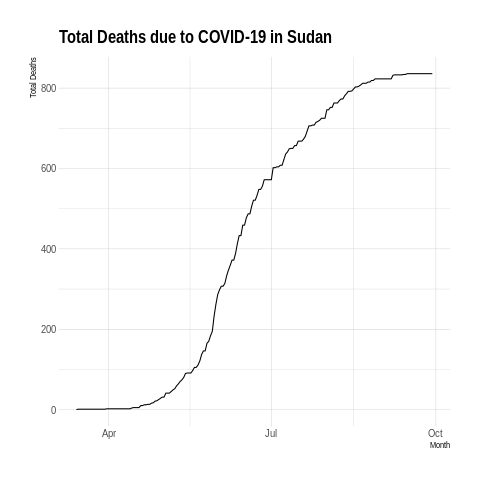 Total Deaths due to COVID-19 in Sudan
Total Deaths
800
600
400
200
0
Apr
Jul
Oct
Month